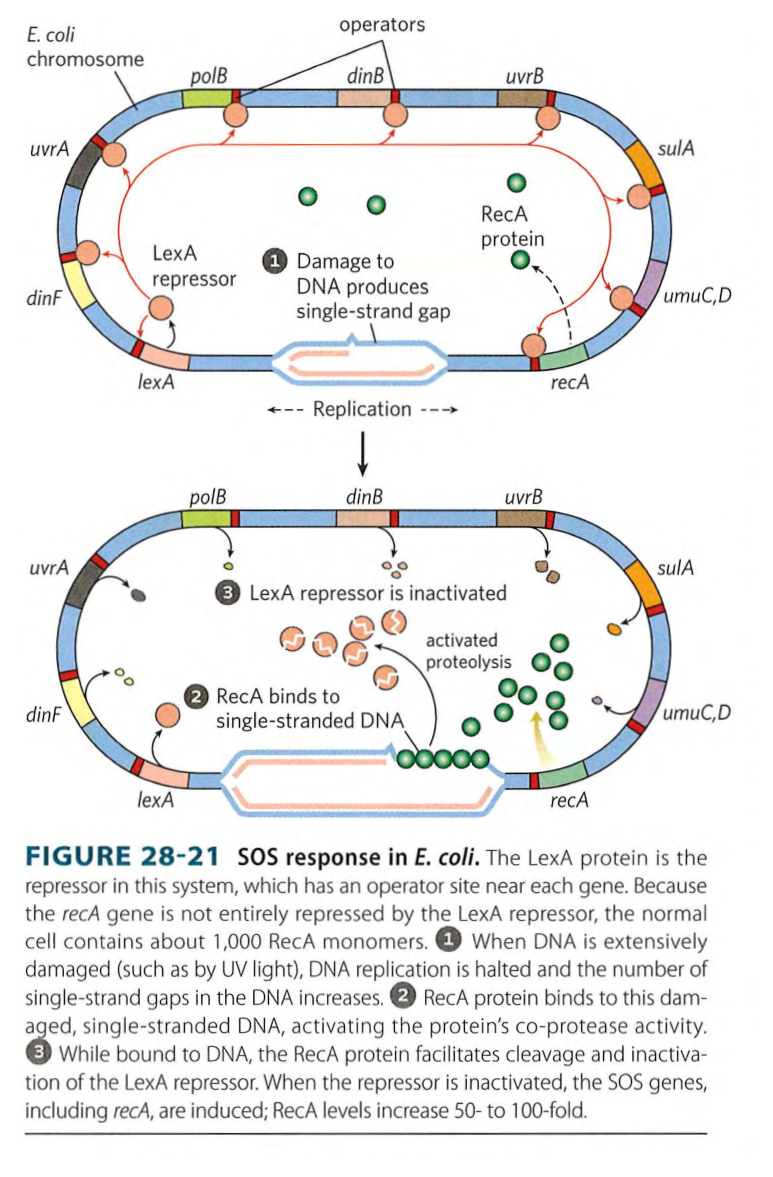 E. coli
chromosome
operators
polB
dinB
uvrB
uvrA
sulA
RecA
protein
LexA
repressor
1 Damage to
DNA produces
single-strand gap
dinF
umuC,D
lexA
recA
Replication
polB
dinB
uvrB
uvrA
sulA
3 LexA repressor is inactivated
activated
proteolysis
2 RecA binds to
single-stranded DNA
dinF
umuC,D
lexA
recA
FIGURE 28-21 SOS response in E. coli. The LexA protein is the
repressor in this system, which has an operator site near each gene. Because
the recA gene is not entirely repressed by the LexA repressor, the normal
cell contains about 1,000 RecA monomers. 1 When DNA is extensively
damaged (such as by UV light), DNA replication is halted and the number of
single-strand gaps in the DNA increases. 2 RecA protein binds to this dam-
aged, single-stranded DNA, activating the protein's co-protease activity.
3 While bound to DNA, the RecA protein facilitates cleavage and inactiva-
tion of the LexA repressor. When the repressor is inactivated, the SOS genes,
including recA, are induced; RecA levels increase 50- to 100-fold.